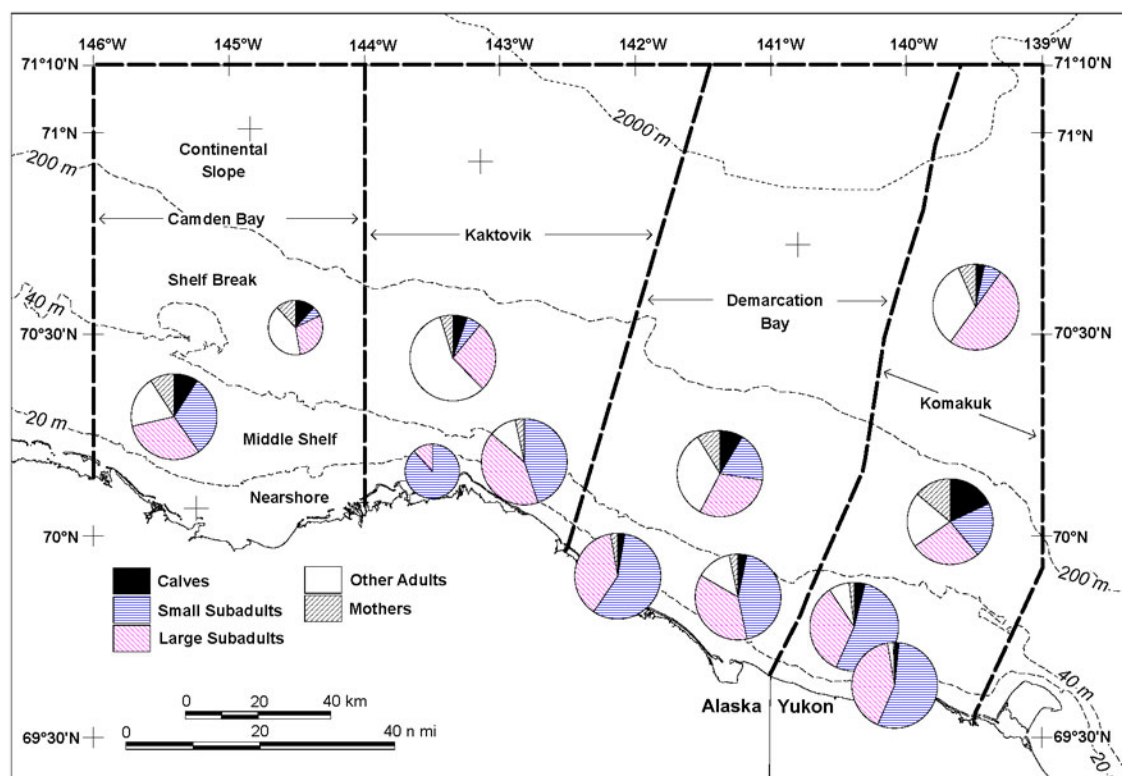 146°W 145°W 144°W 143°W 142°W 141°W 140°W 139°W
71°10' 71°10'
2000 m
71°N 71°N
Continental
Slope
200 m
Camden Bay
Kaktovik
Shelf Break
Demarcation
Bay
40 m
70°30'N 70°30'N
Komakuk
20 m
Middle Shelf
Nearshore
70°N 70°N
200 m
Calves
Other Adults
Small Subadults
Mothers
Large Subadults
40 m
0 20 40 km
Alaska Yukon
0 20 40 n mi
69°30'N 69°30'N
20